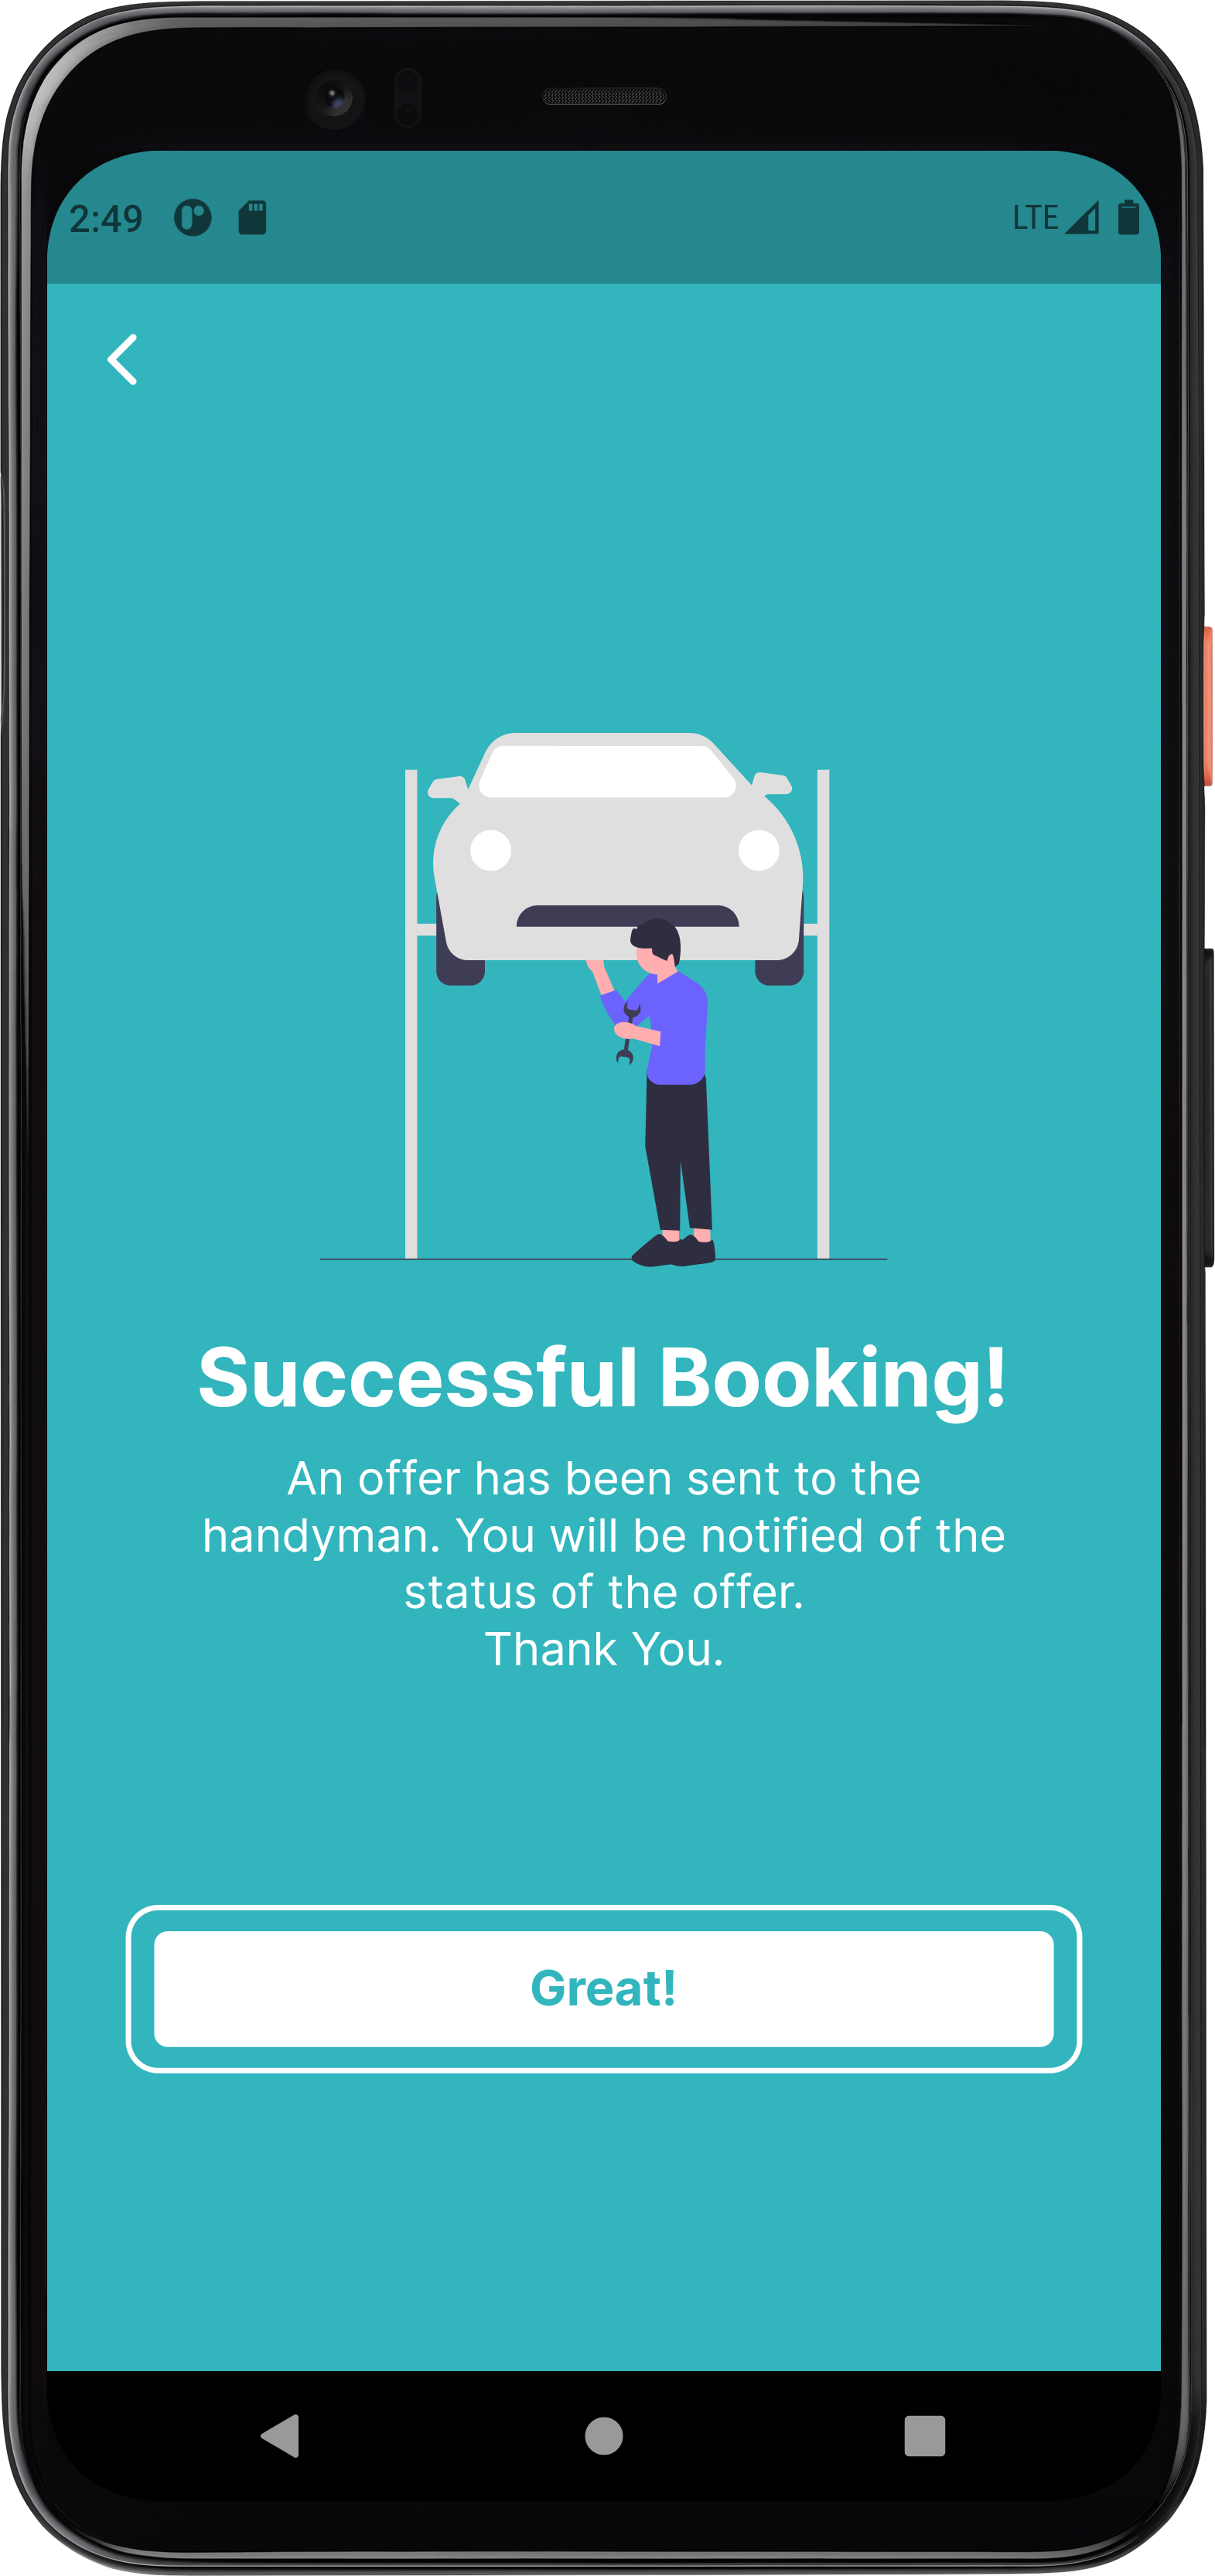 2:49
LTE
Successful Booking!
An offer has been sent to the
handyman. You will be notified of the
status of the offer.
Thank You.
Great!